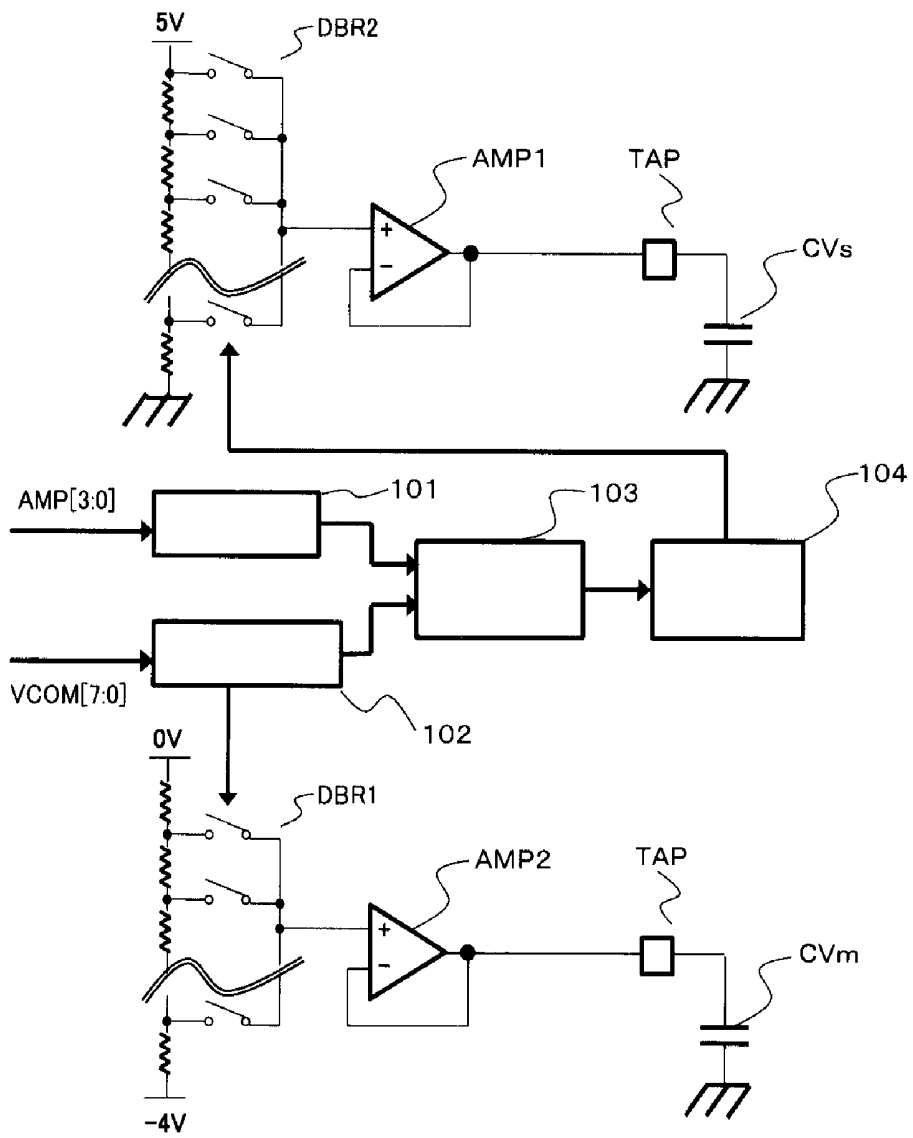 5V
DBR2
AMP1
TAP
CVs
101
103
104
AMP[3:0]
VCOM[7:0]
102
0V
DBR1
AMP2
TAP
CVm
-4V
+
−
+
−